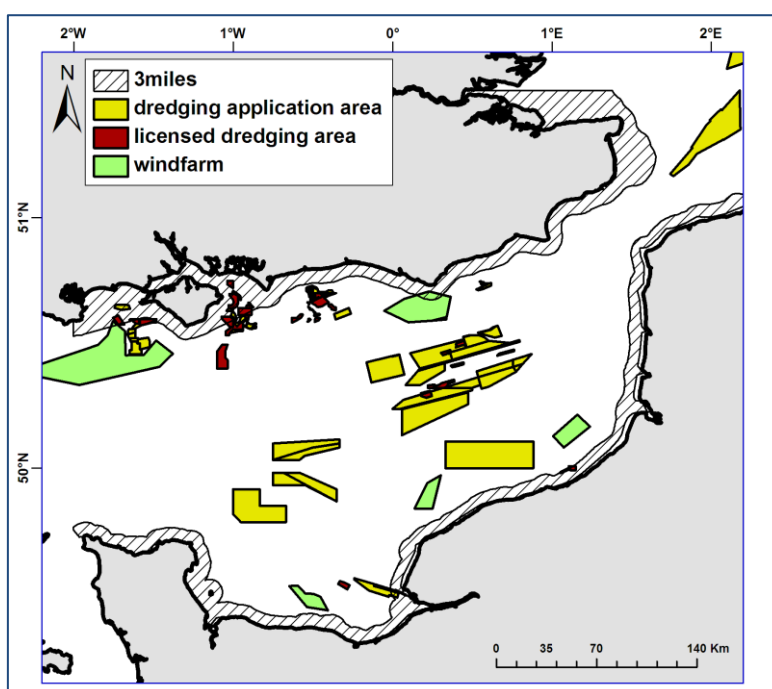 2°W 1°W 0° 1°E 2°E
N
3miles
dredging application area
licensed dredging area
windfarm
51°N
50°N
0 35 70 140 Km